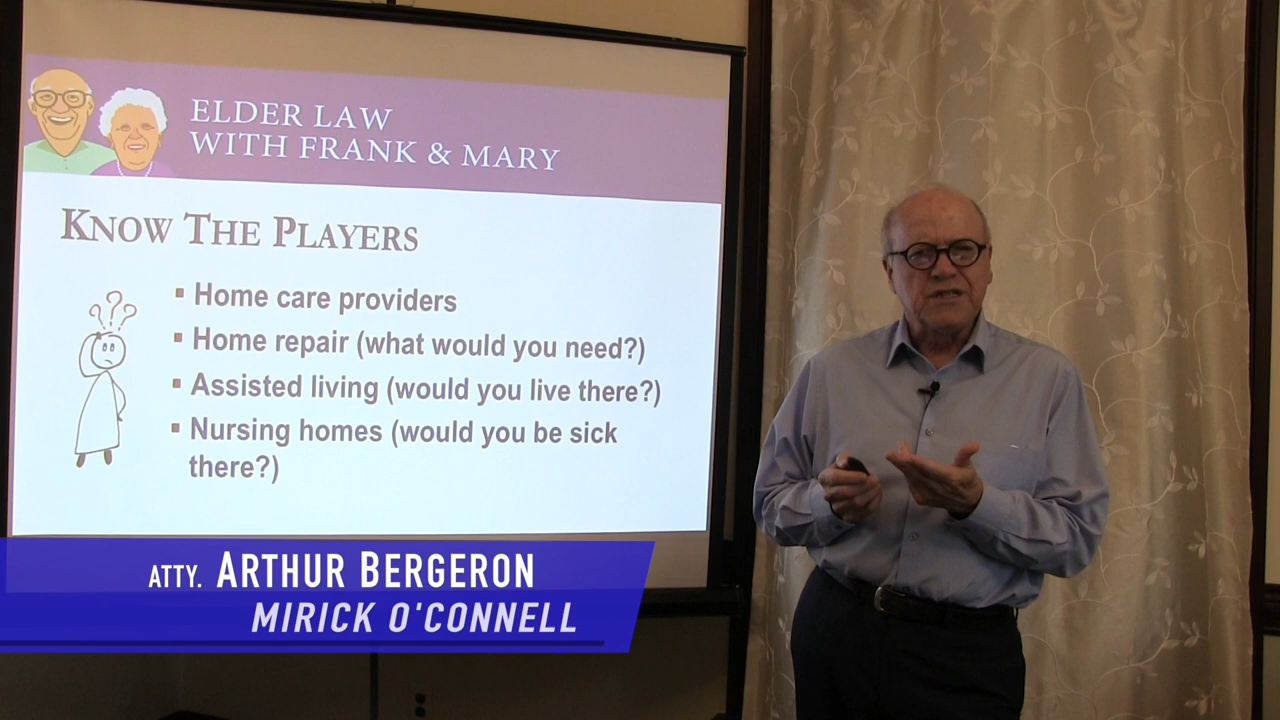 ELDER LAW
WITH FRANK & MARY
KNOW THE PLAYERS
? ? ?
▪ Home care providers
▪ Home repair (what would you need?)
▪ Assisted living (would you live there?)
▪ Nursing homes (would you be sick
there?)
ATTY. ARTHUR BERGERON
MIRICK O'CONNELL